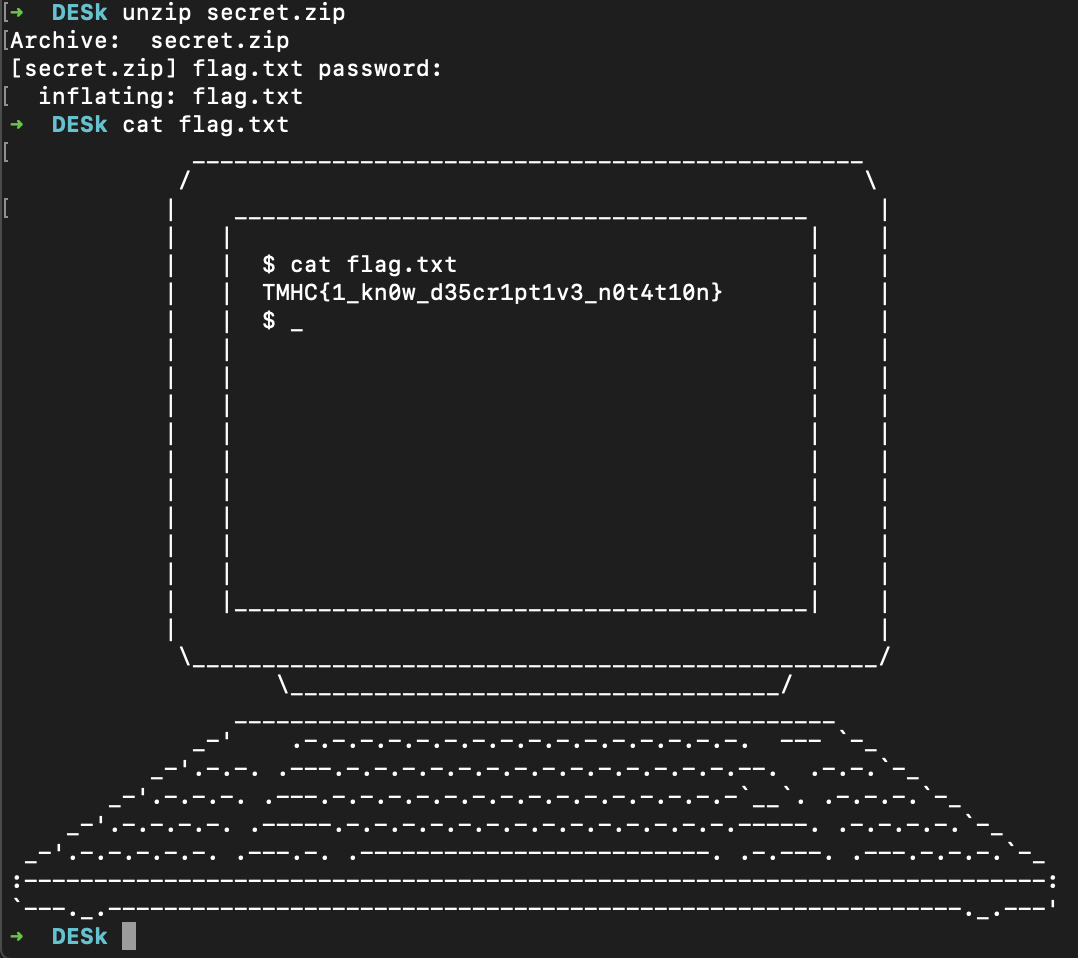 ➜ DESk unzip secret.zip
Archive: secret.zip
[secret.zip] flag.txt password:
inflating: flag.txt
➜ DESk cat flag.txt
$ cat flag.txt
TMHC{1_kn0w_d35cr1pt1v3_n0t4t10n}
$ _
➜ DESk